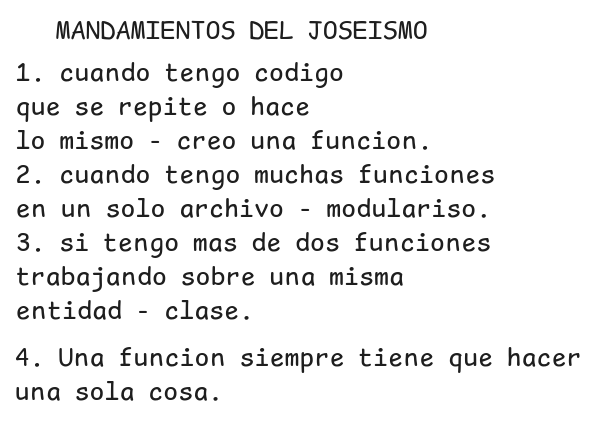 MANDAMIENTOS DEL JOSEISMO
1. cuando tengo codigo
que se repite o hace
lo mismo - creo una funcion.
2. cuando tengo muchas funciones
en un solo archivo - modulariso.
3. si tengo mas de dos funciones
trabajando sobre una misma
entidad - clase.
4. Una funcion siempre tiene que hacer
una sola cosa.